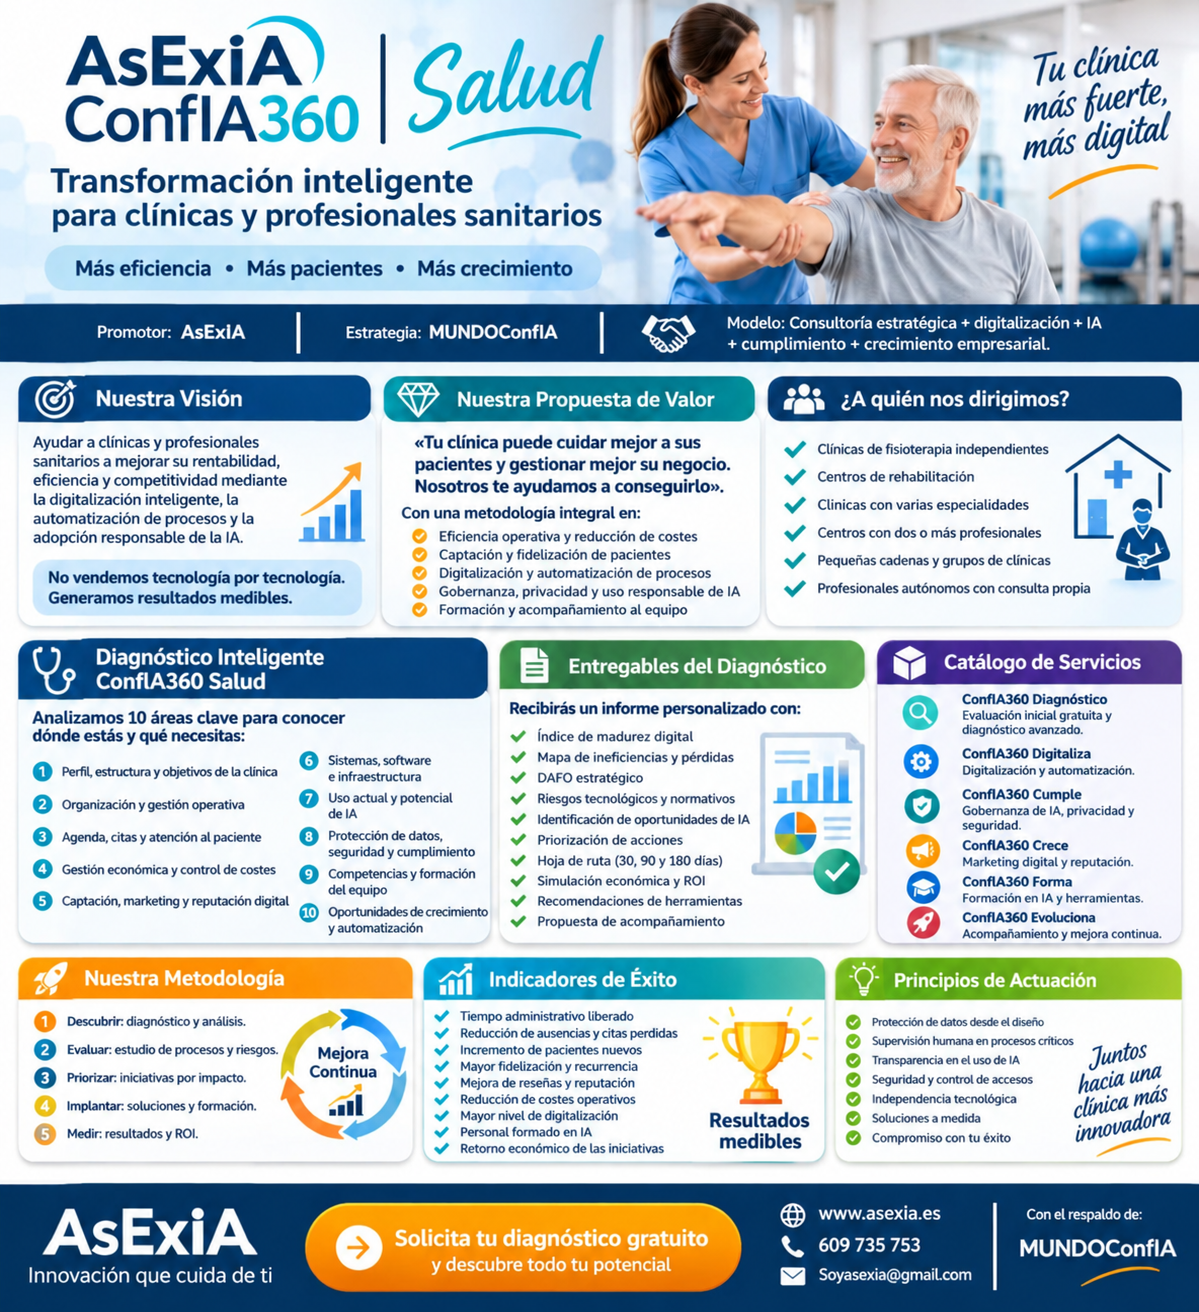 AsExiA
ConfIA360
Salud
Tu clínica
más fuerte,
más digital
Transformación inteligente
para clínicas y profesionales sanitarios
Más eficiencia • Más pacientes • Más crecimiento
Promotor: AsExiA
Estrategia: MUNDOConfIA
Modelo: Consultoría estratégica + digitalización + IA
+ cumplimiento + crecimiento empresarial.
Nuestra Visión
Ayudar a clínicas y profesionales
sanitarios a mejorar su rentabilidad,
eficiencia y competitividad mediante
la digitalización inteligente, la
automatización de procesos y la
adopción responsable de la IA.
No vendemos tecnología por tecnología.
Generamos resultados medibles.
Nuestra Propuesta de Valor
«Tu clínica puede cuidar mejor a sus
pacientes y gestionar mejor su negocio.
Nosotros te ayudamos a conseguirlo».
Con una metodología integral en:
Eficiencia operativa y reducción de costes
Captación y fidelización de pacientes
Digitalización y automatización de procesos
Gobernanza, privacidad y uso responsable de IA
Formación y acompañamiento al equipo
¿A quién nos dirigimos?
Clínicas de fisioterapia independientes
Centros de rehabilitación
Clinicas con varias especialidades
Centros con dos o más profesionales
Pequeñas cadenas y grupos de clínicas
Profesionales autónomos con consulta propia
Diagnóstico Inteligente
ConfIA360 Salud
Analizamos 10 áreas clave para conocer
dónde estás y qué necesitas:
1 Perfil, estructura y objetivos de la clínica
2 Organización y gestión operativa
3 Agenda, citas y atención al paciente
4 Gestión económica y control de costes
5 Captación, marketing y reputación digital
6 Sistemas, software
e infraestructura
7 Uso actual y potencial
de IA
8 Protección de datos,
seguridad y cumplimiento
9 Competencias y formación
del equipo
10 Oportunidades de crecimiento
y automatización
Entregables del Diagnóstico
Recibirás un informe personalizado con:
Índice de madurez digital
Mapa de ineficiencias y pérdidas
DAFO estratégico
Riesgos tecnológicos y normativos
Identificación de oportunidades de IA
Priorización de acciones
Hoja de ruta (30, 90 y 180 días)
Simulación económica y ROI
Recomendaciones de herramientas
Propuesta de acompañamiento
Catálogo de Servicios
ConfIA360 Diagnóstico
Evaluación inicial gratuita y
diagnóstico avanzado.
ConfIA360 Digitaliza
Digitalización y automatización.
ConfIA360 Cumple
Gobernanza de IA, privacidad y
seguridad.
ConfIA360 Crece
Marketing digital y reputación.
ConfIA360 Forma
Formación en IA y herramientas.
ConfIA360 Evoluciona
Acompañamiento y mejora continua.
Nuestra Metodología
1 Descubrir: diagnóstico y análisis.
2 Evaluar: estudio de procesos y riesgos.
3 Priorizar: iniciativas por impacto.
4 Implantar: soluciones y formación.
5 Medir: resultados y ROI.
Mejora
Continua
Indicadores de Éxito
Tiempo administrativo liberado
Reducción de ausencias y citas perdidas
Incremento de pacientes nuevos
Mayor fidelización y recurrencia
Mejora de reseñas y reputación
Reducción de costes operativos
Mayor nivel de digitalización
Personal formado en IA
Retorno económico de las iniciativas
Resultados
medibles
Principios de Actuación
Protección de datos desde el diseño
Supervisión humana en procesos críticos
Transparencia en el uso de IA
Seguridad y control de accesos
Independencia tecnológica
Soluciones a medida
Compromiso con tu éxito
Juntos
hacia una
clínica más
innovadora
AsExiA
Innovación que cuida de ti
Solicita tu diagnóstico gratuito
y descubre todo tu potencial
www.asexia.es
609 735 753
Soyasexia@gmail.com
Con el respaldo de:
MUNDOConfIA